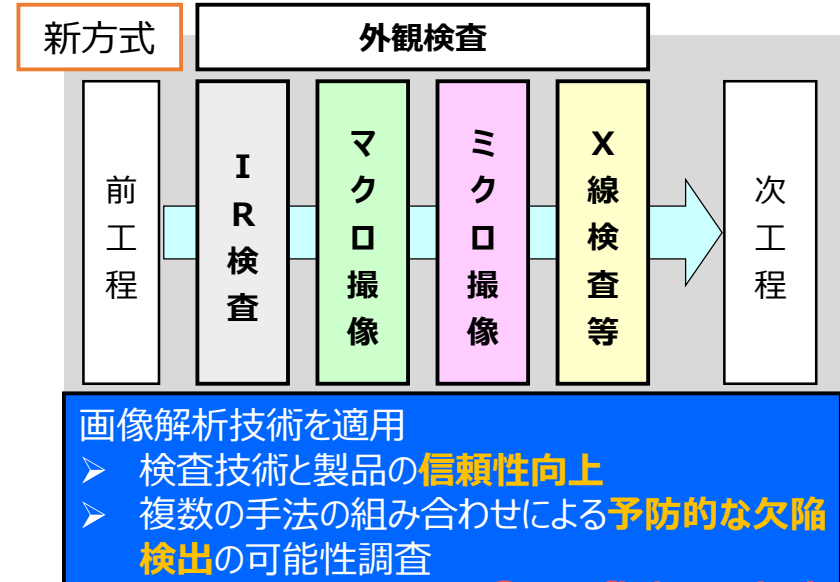 新方式
外観検査
前工程
IR検査
マクロ撮像
ミクロ撮像
X線検査等
次工程
画像解析技術を適用
➢ 検査技術と製品の信頼性向上
➢ 複数の手法の組み合わせによる予防的な欠陥
検出の可能性調査